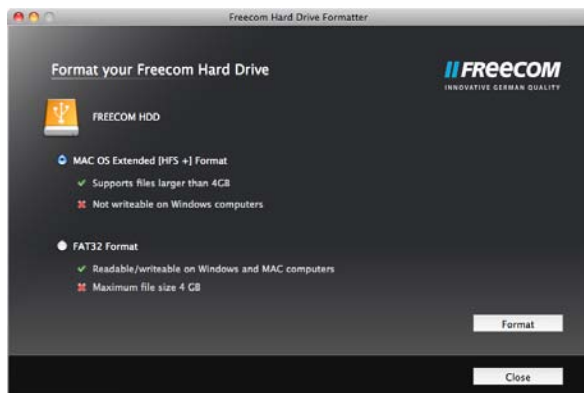 Freecom Hard Drive Formatter
Format your Freecom Hard Drive
FREECOM
INNOVATIVE GERMAN QUALITY
FREECOM HDD
MAC OS Extended [HFS +] Format
Supports files larger than 4GB
Not writeable on Windows computers
FAT32 Format
Readable/writeable on Windows and MAC computers
Maximum file size 4 GB
Format
Close